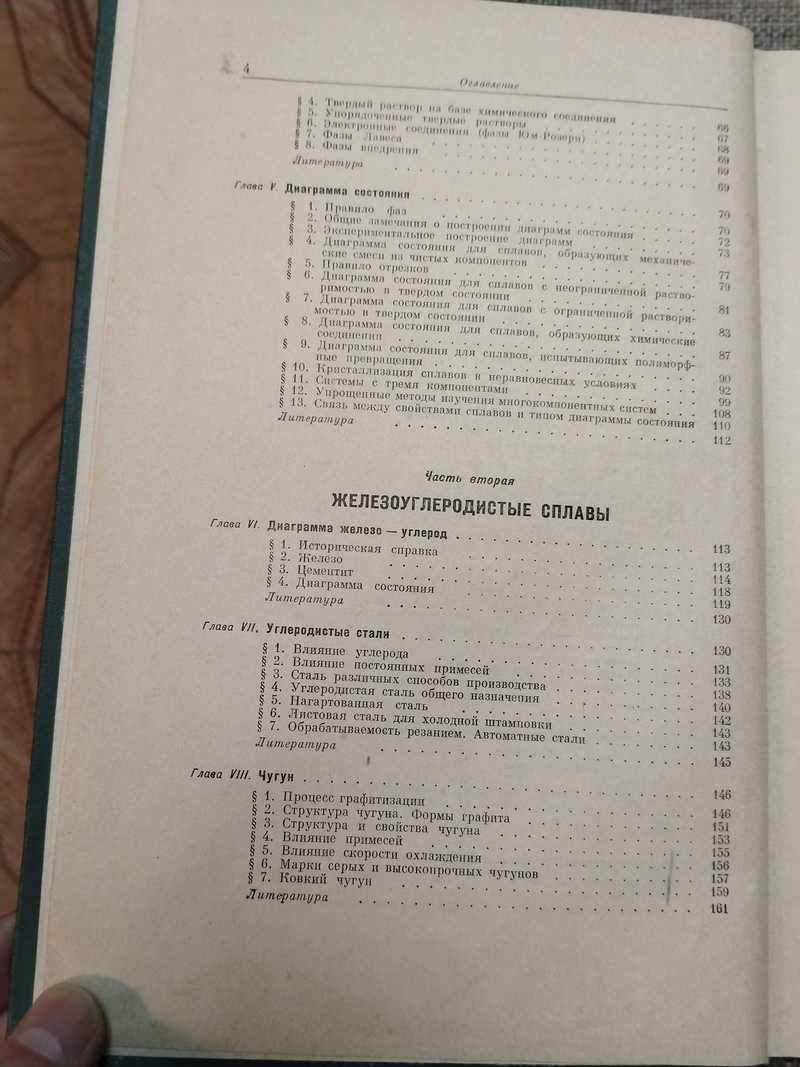 4
Оглавление
§ 4. Твердый раствор на базе химического соединения . . . . . 66
§ 5. Упорядоченные твердые растворы . . . . . 67
§ 6. Электронные соединения (фазы Юм-Розери) . . . . . 68
§ 7. Фазы Лавеса . . . . . 69
§ 8. Фазы внедрения . . . . . 69
Литература . . . . . 69
Глава V. Диаграмма состояния . . . . . 70
§ 1. Правило фаз . . . . . 70
§ 2. Общие замечания о построении диаграмм состояния . . . . . 72
§ 3. Экспериментальное построение диаграмм . . . . . 73
§ 4. Диаграмма состояния для сплавов, образующих механиче-
ские смеси из чистых компонентов . . . . . 77
§ 5. Правило отрезков . . . . . 79
§ 6. Диаграмма состояния для сплавов с неограниченной раство-
римостью в твердом состоянии . . . . . 81
§ 7. Диаграмма состояния для сплавов с ограниченной раствори-
мостью в твердом состоянии . . . . . 83
§ 8. Диаграмма состояния для сплавов, образующих химические
соединения . . . . . 87
§ 9. Диаграмма состояния для сплавов, испытывающих полиморф-
ные превращения . . . . . 90
§ 10. Кристаллизация сплавов в неравновесных условиях . . . . . 92
§ 11. Системы с тремя компонентами . . . . . 99
§ 12. Упрощенные методы изучения многокомпонентных систем . . . 108
§ 13. Связь между свойствами сплавов и типом диаграммы состояния 110
Литература . . . . . 112
Часть вторая
ЖЕЛЕЗОУГЛЕРОДИСТЫЕ СПЛАВЫ
Глава VI. Диаграмма железо — углерод . . . . . 113
§ 1. Историческая справка . . . . . 113
§ 2. Железо . . . . . 114
§ 3. Цементит . . . . . 118
§ 4. Диаграмма состояния . . . . . 119
Литература . . . . . 130
Глава VII. Углеродистые стали . . . . . 130
§ 1. Влияние углерода . . . . . 131
§ 2. Влияние постоянных примесей . . . . . 133
§ 3. Сталь различных способов производства . . . . . 138
§ 4. Углеродистая сталь общего назначения . . . . . 140
§ 5. Нагартованная сталь . . . . . 142
§ 6. Листовая сталь для холодной штамповки . . . . . 143
§ 7. Обрабатываемость резанием. Автоматные стали . . . . . 143
Литература . . . . . 145
Глава VIII. Чугун . . . . . 146
§ 1. Процесс графитизации . . . . . 146
§ 2. Структура чугуна. Формы графита . . . . . 151
§ 3. Структура и свойства чугуна . . . . . 153
§ 4. Влияние примесей . . . . . 155
§ 5. Влияние скорости охлаждения . . . . . 156
§ 6. Марки серых и высокопрочных чугунов . . . . . 157
§ 7. Ковкий чугун . . . . . 159
Литература . . . . . 161